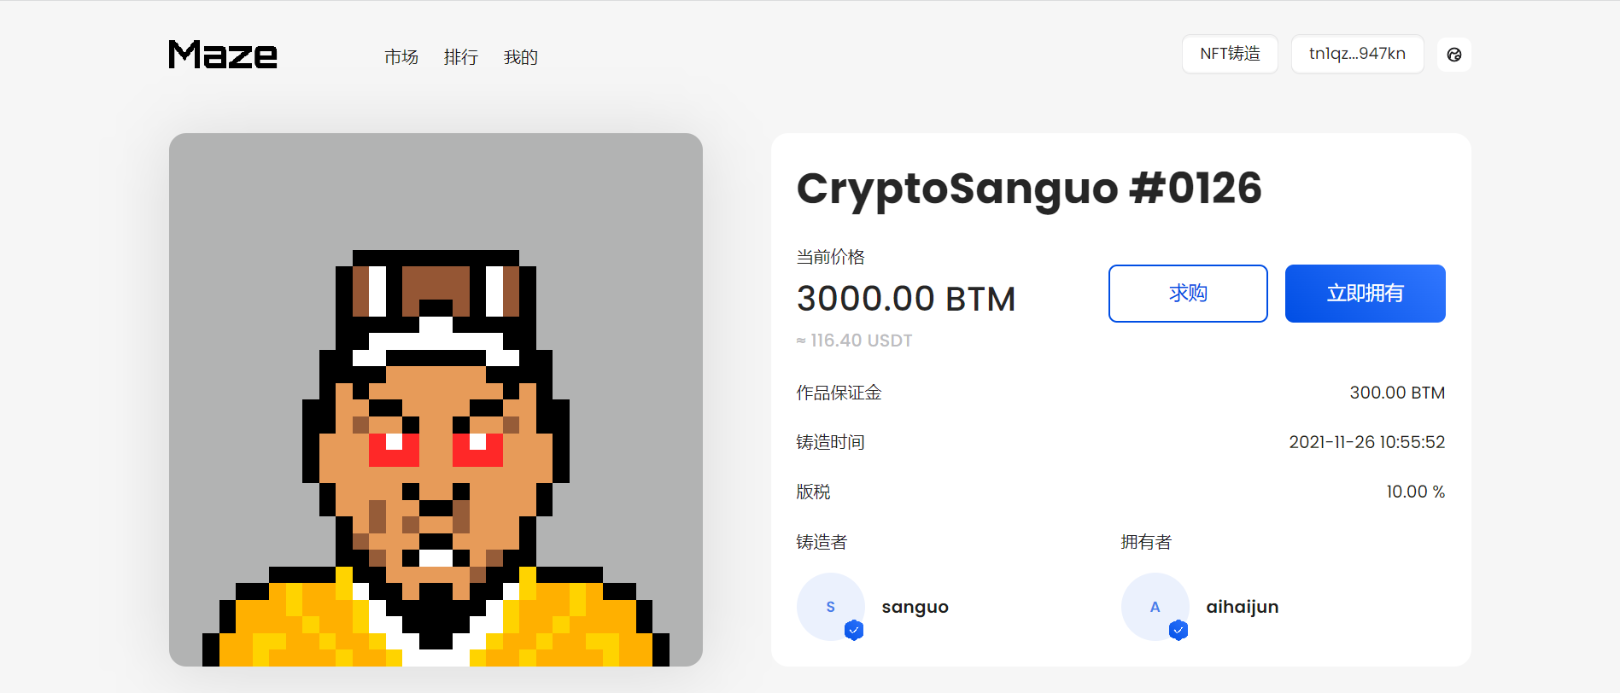 Maze
市场 排行 我的
NFT铸造 tn1qz...947kn
CryptoSanguo #0126
当前价格
3000.00 BTM
≈ 116.40 USDT
求购 立即拥有
作品保证金 300.00 BTM
铸造时间 2021-11-26 10:55:52
版税 10.00 %
铸造者 拥有者
S sanguo A aihaijun